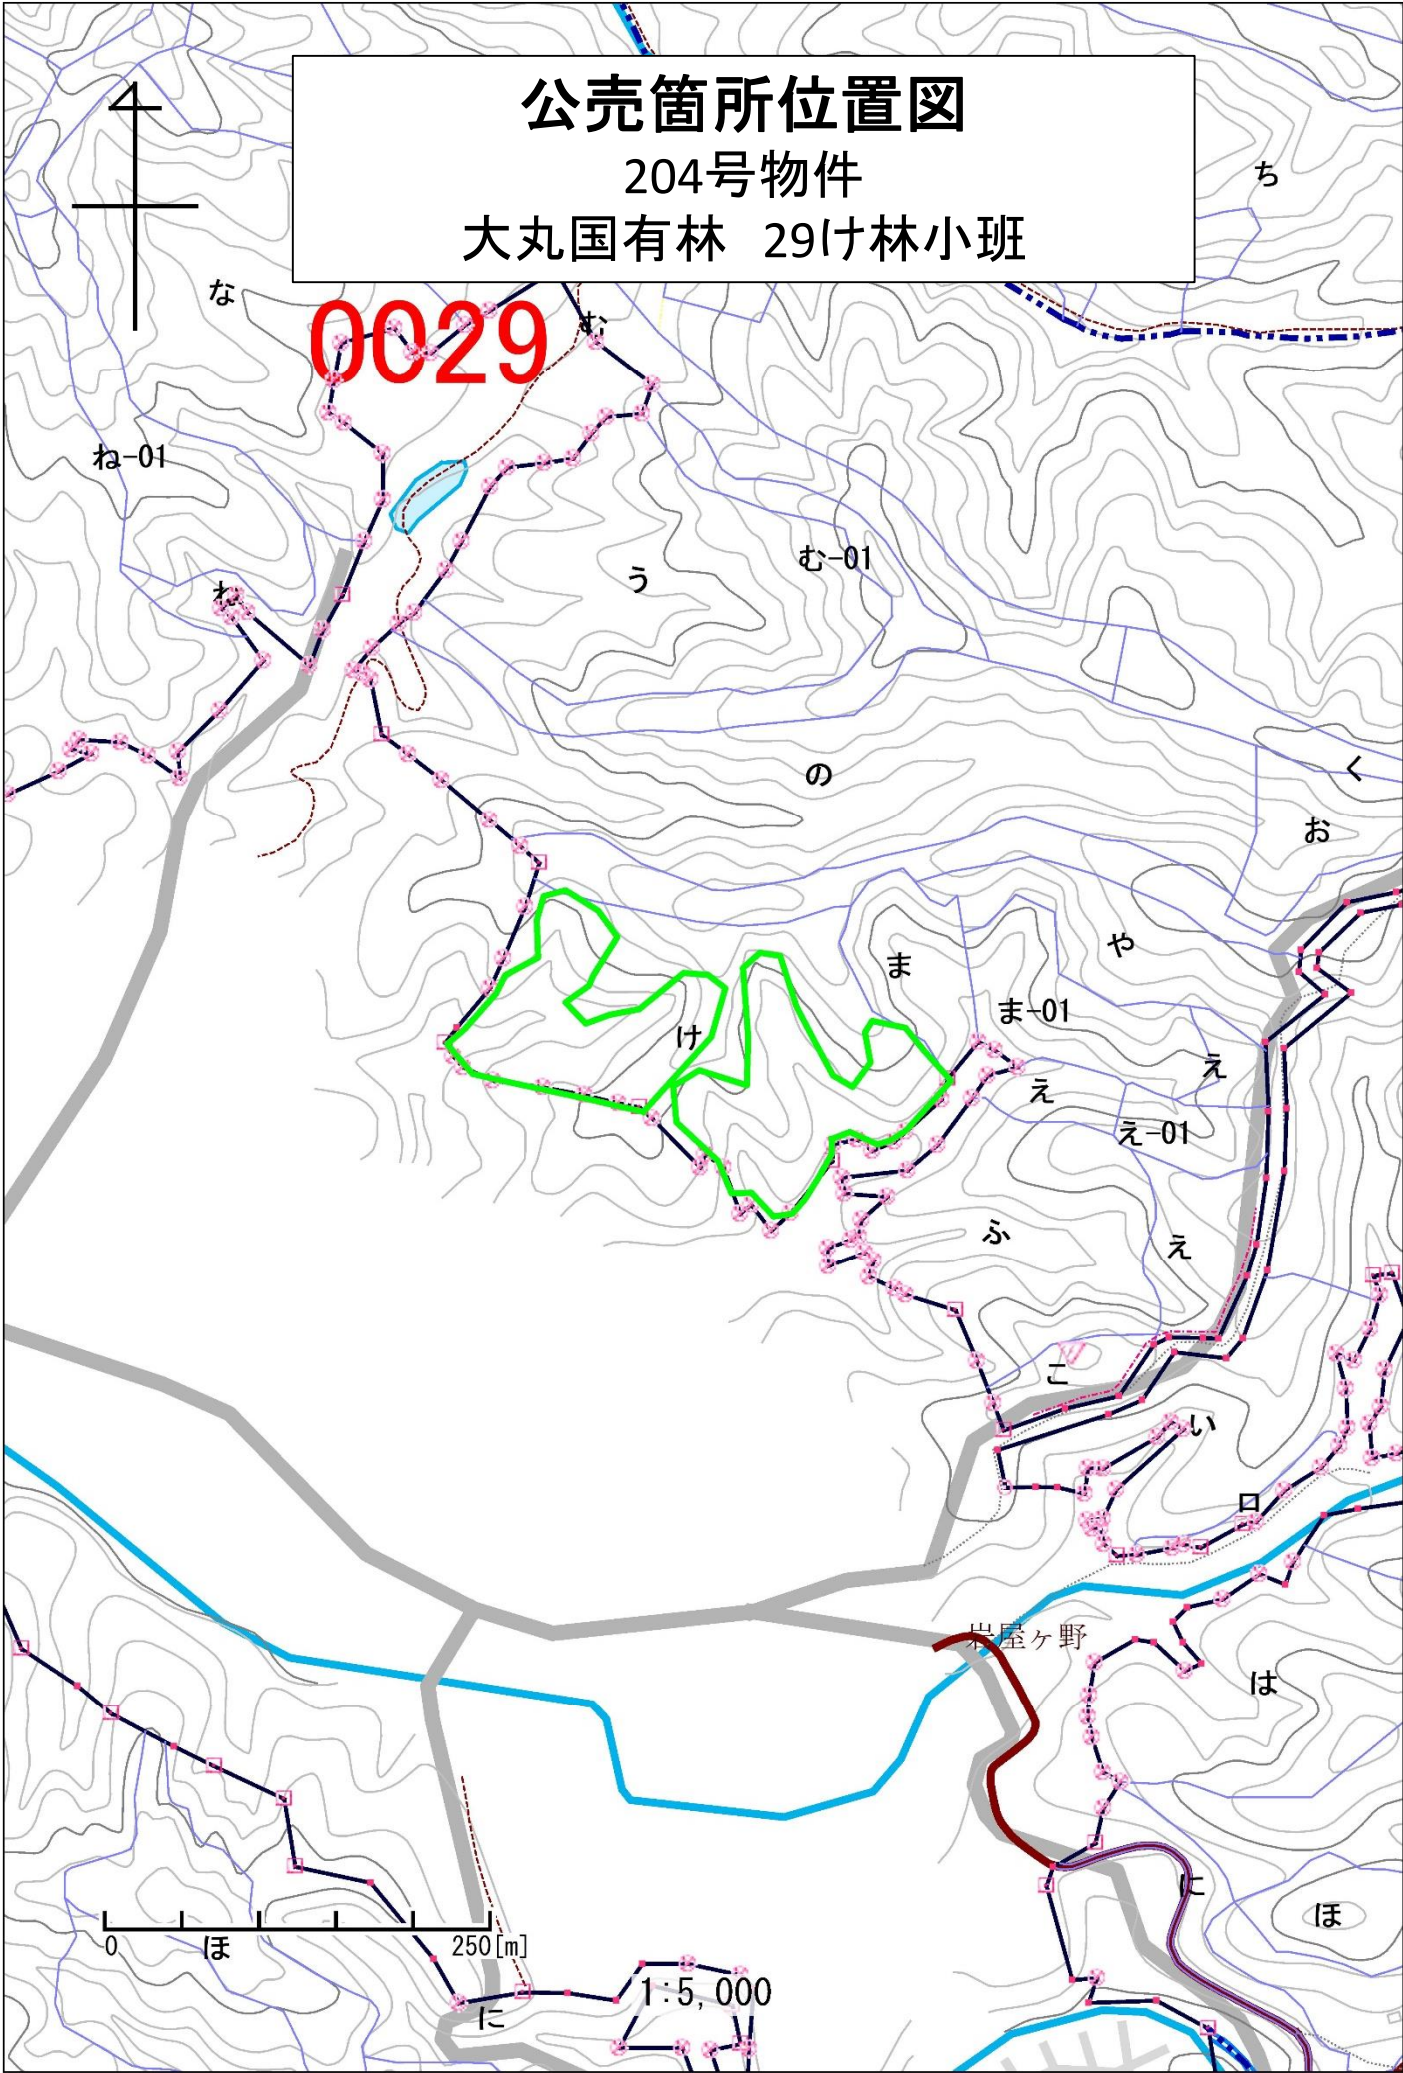 公売箇所位置図
204号物件
大丸国有林　29け林小班
ち
な
0029
む
ね-01
む-01
う
ね
の
く
お
や
ま
ま-01
け
え
え
え-01
ふ
え
こ
い
ロ
岩屋ヶ野
は
に
ほ
0
ほ
250[m]
1:5,000
に